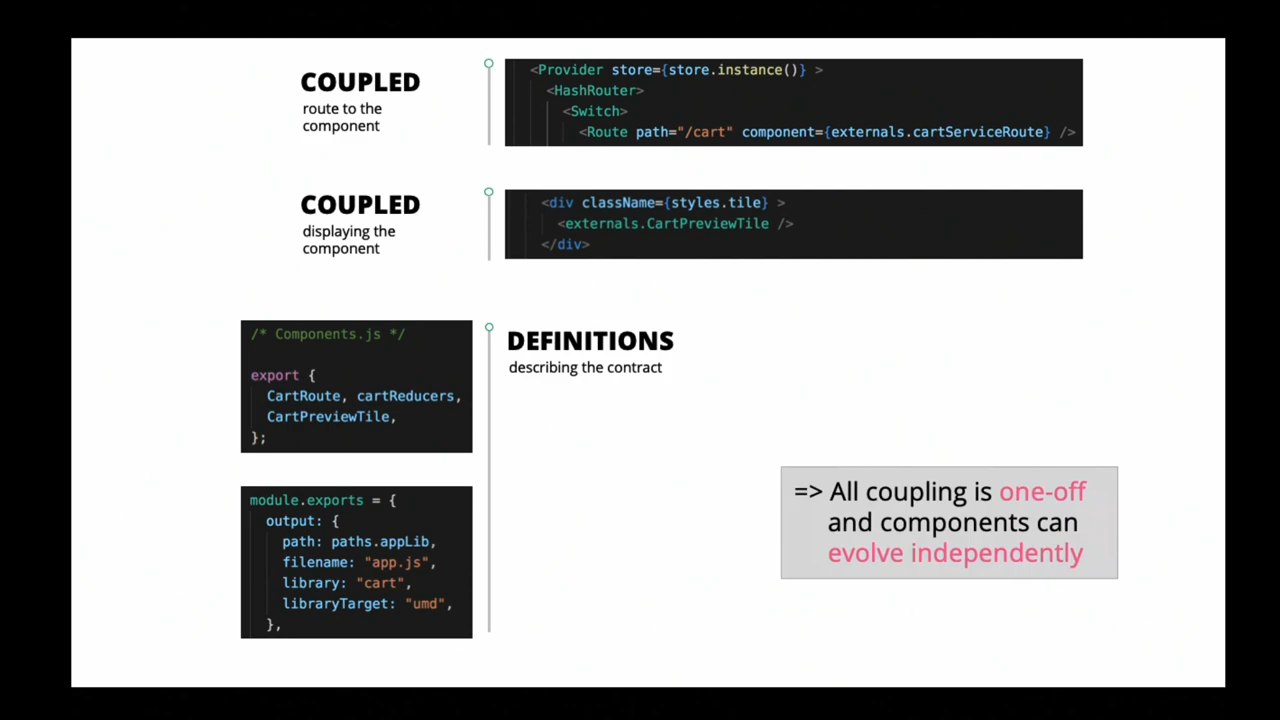 COUPLED
route to the
component
<Provider store={store.instance()} >
<HashRouter>
<Switch>
<Route path="/cart" component={externals.cartServiceRoute} />
COUPLED
displaying the
component
<div className={styles.tile} >
<externals.CartPreviewTile />
</div>
/* Components.js */
export {
CartRoute, cartReducers,
CartPreviewTile,
};
module.exports = {
output: {
path: paths.appLib,
filename: "app.js",
library: "cart",
libraryTarget: "umd",
},
DEFINITIONS
describing the contract
=> All coupling is one-off
and components can
evolve independently